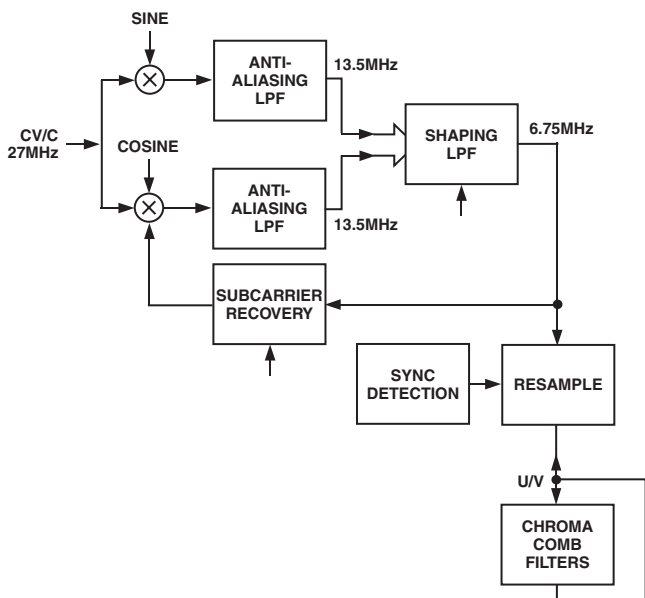 SINE
ANTI-
ALIASING
LPF
13.5MHz
CV/C
27MHz
COSINE
SHAPING
LPF
6.75MHz
ANTI-
ALIASING
LPF
13.5MHz
SUBCARRIER
RECOVERY
SYNC
DETECTION
RESAMPLE
U/V
CHROMA
COMB
FILTERS